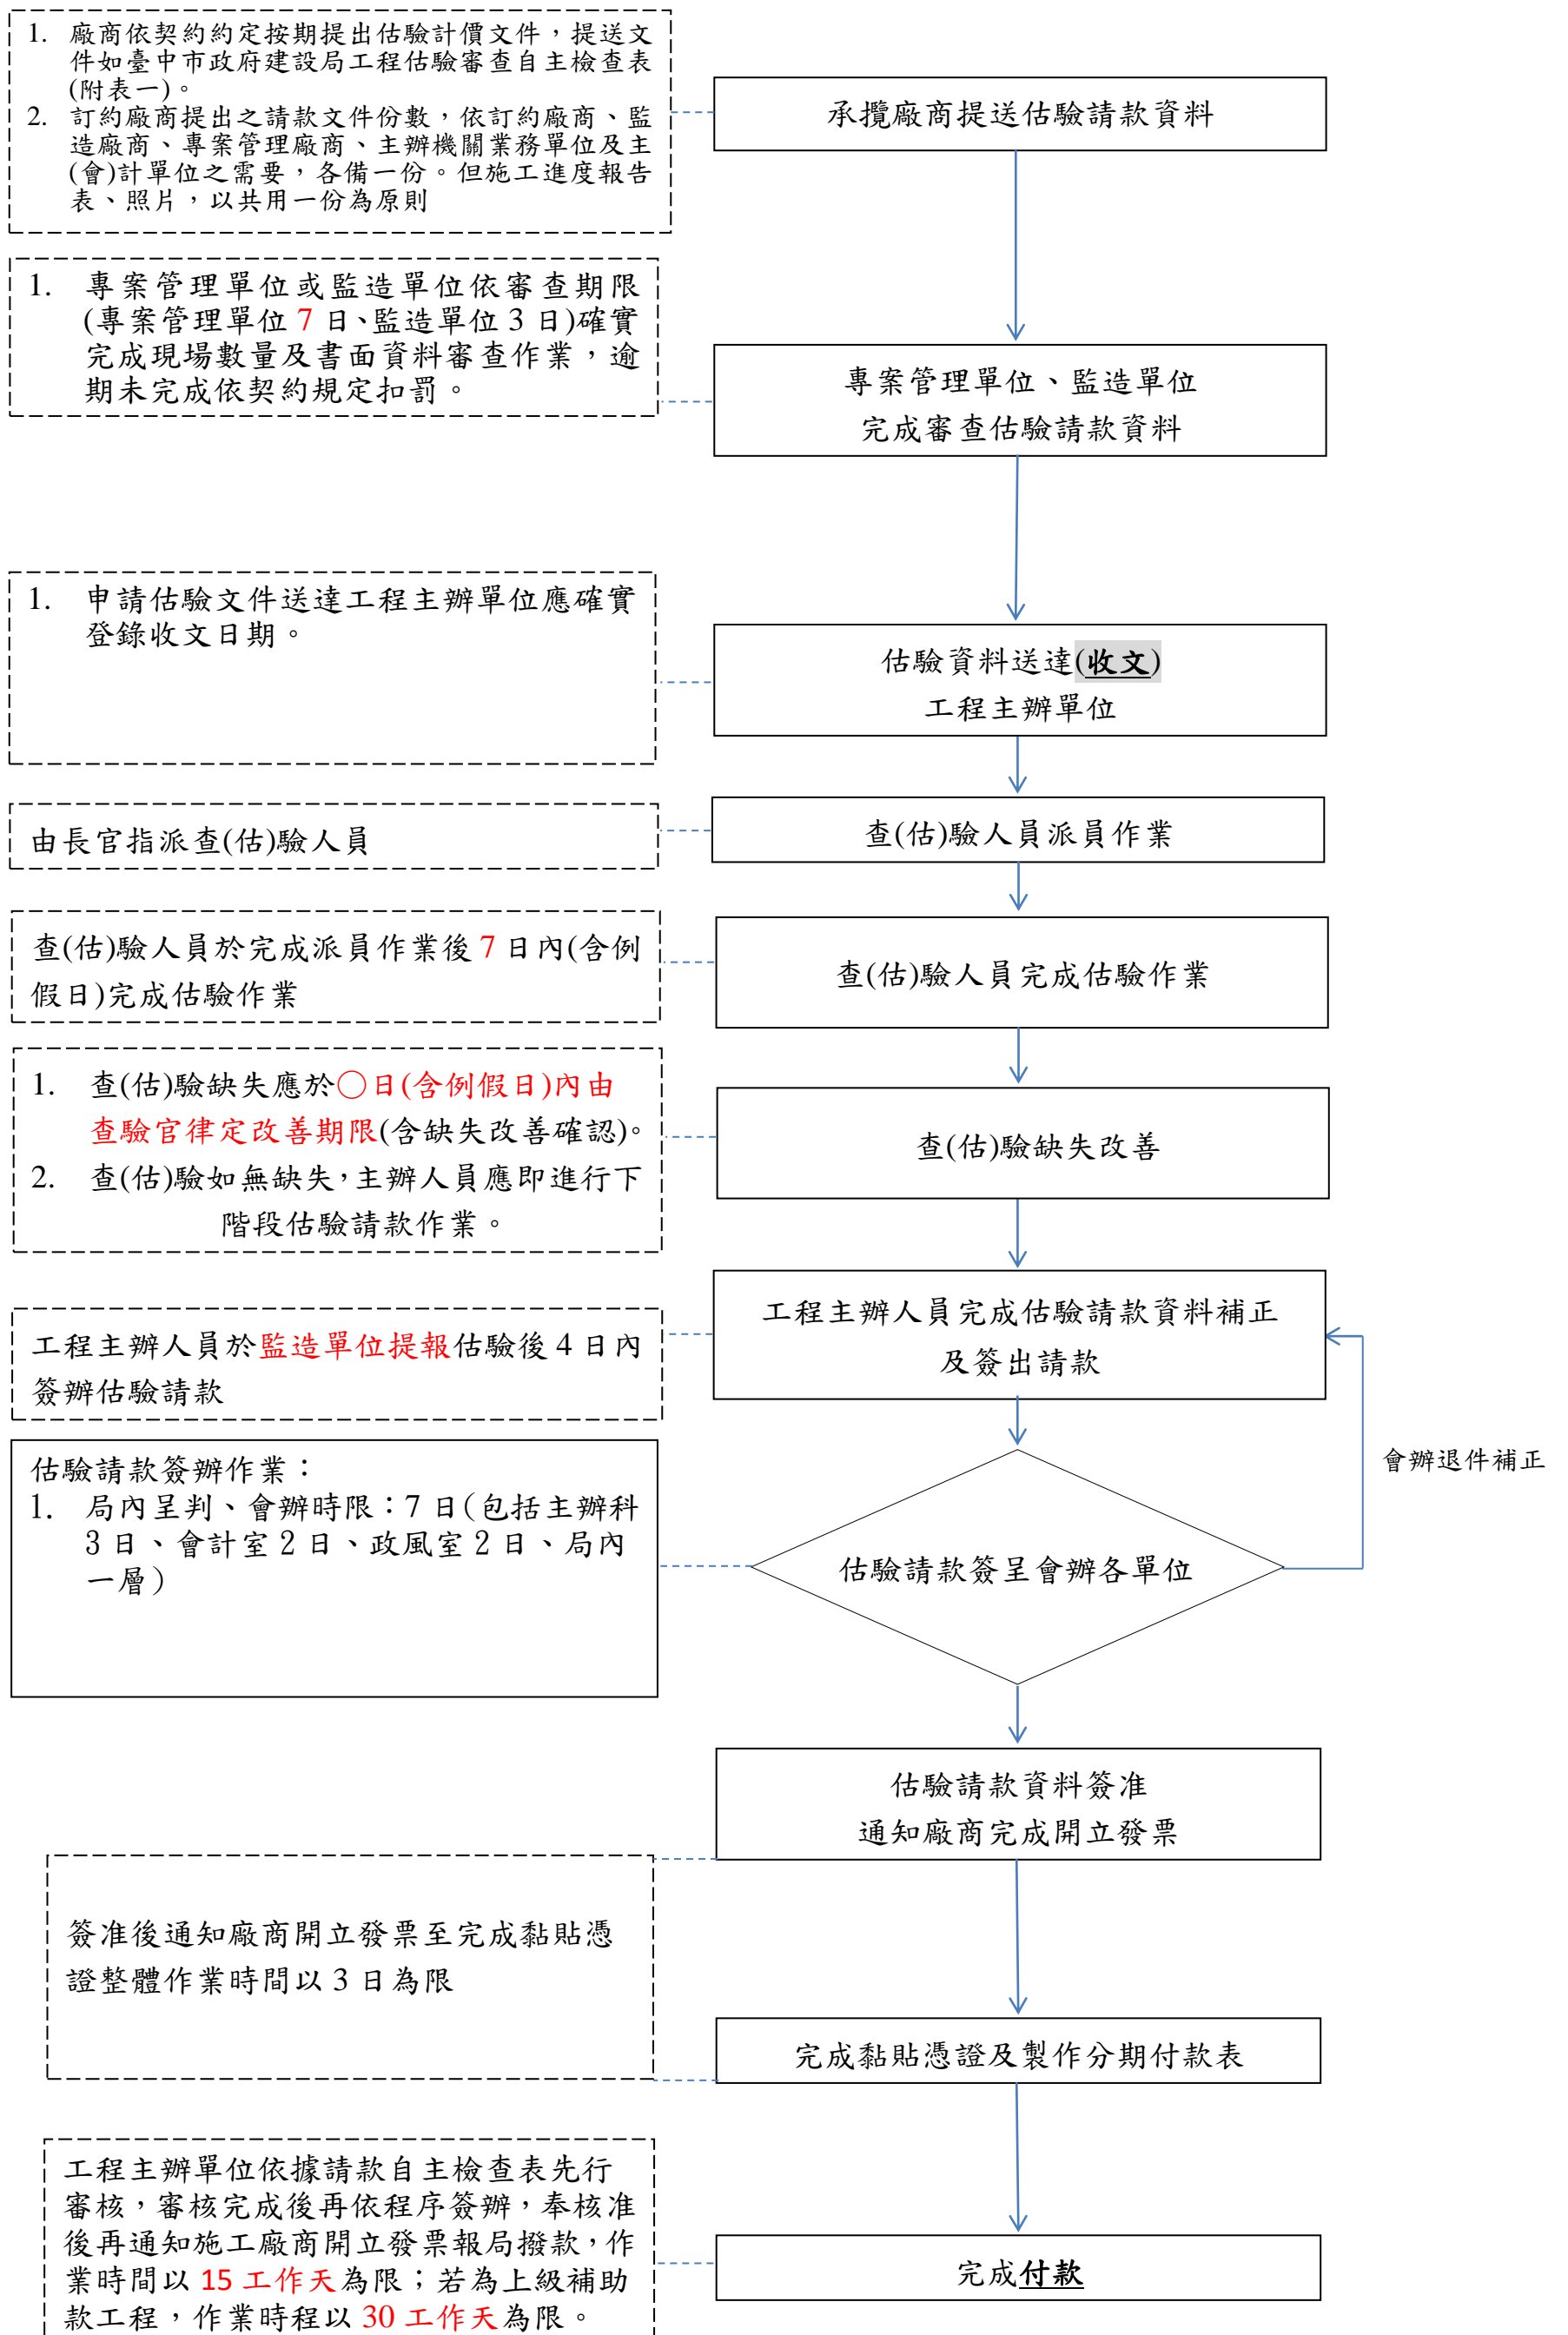 1. 廠商依契約約定按期提出估驗計價文件，提送文
件如臺中市政府建設局工程估驗審查自主檢查表
(附表一)。
2. 訂約廠商提出之請款文件份數，依訂約廠商、監
造廠商、專案管理廠商、主辦機關業務單位及主
(會)計單位之需要，各備一份。但施工進度報告
表、照片，以共用一份為原則
承攬廠商提送估驗請款資料
1. 專案管理單位或監造單位依審查期限
(專案管理單位 7 日、監造單位 3 日)確實
完成現場數量及書面資料審查作業，逾
期未完成依契約規定扣罰。
專案管理單位、監造單位
完成審查估驗請款資料
1. 申請估驗文件送達工程主辦單位應確實
登錄收文日期。
估驗資料送達(收文)
工程主辦單位
由長官指派查(估)驗人員
查(估)驗人員派員作業
查(估)驗人員於完成派員作業後 7 日內(含例
假日)完成估驗作業
查(估)驗人員完成估驗作業
1. 查(估)驗缺失應於○日(含例假日)內由
查驗官律定改善期限(含缺失改善確認)。
2. 查(估)驗如無缺失，主辦人員應即進行下
階段估驗請款作業。
查(估)驗缺失改善
工程主辦人員於監造單位提報估驗後 4 日內
簽辦估驗請款
工程主辦人員完成估驗請款資料補正
及簽出請款
會辦退件補正
估驗請款簽辦作業：
1. 局內呈判、會辦時限：7 日(包括主辦科
3 日、會計室 2 日、政風室 2 日、局內
一層)
估驗請款簽呈會辦各單位
估驗請款資料簽准
通知廠商完成開立發票
簽准後通知廠商開立發票至完成黏貼憑
證整體作業時間以 3 日為限
完成黏貼憑證及製作分期付款表
工程主辦單位依據請款自主檢查表先行
審核，審核完成後再依程序簽辦，奉核准
後再通知施工廠商開立發票報局撥款，作
業時間以 15 工作天為限；若為上級補助
款工程，作業時程以 30 工作天為限。
完成付款